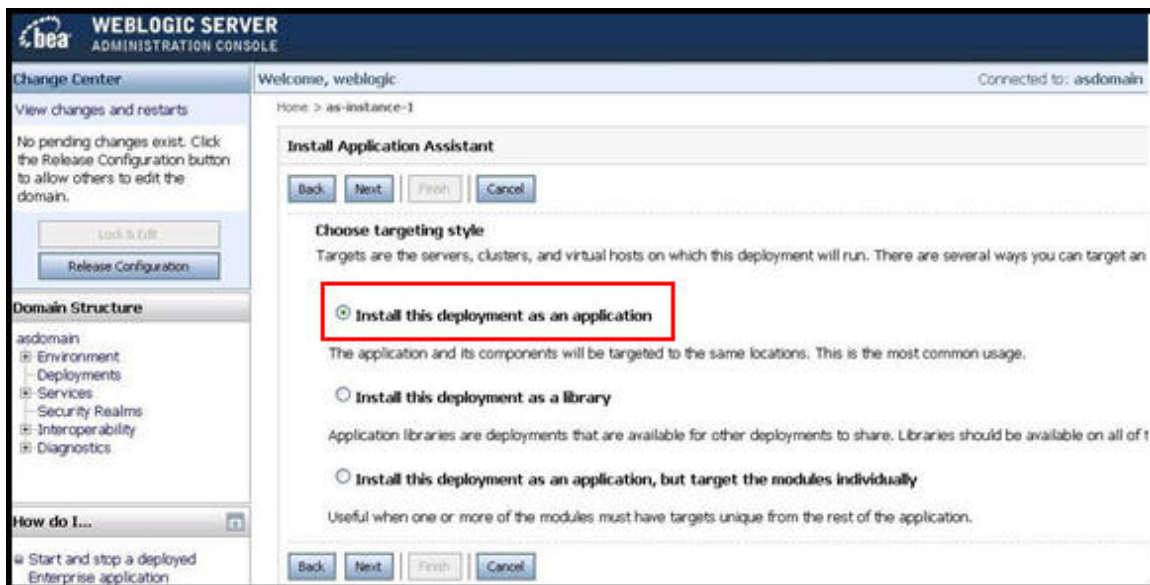 bea
WEBLOGIC SERVER
ADMINISTRATION CONSOLE
Change Center
View changes and restarts
No pending changes exist. Click
the Release Configuration button
to allow others to edit the
domain.
Lock & Edit
Release Configuration
Domain Structure
asdomain
Environment
Deployments
Services
Security Realms
Interoperability
Diagnostics
How do I...
Start and stop a deployed
Enterprise application
Welcome, weblogic
Connected to: asdomain
Home > as-instance-1
Install Application Assistant
Back Next Finish Cancel
Choose targeting style
Targets are the servers, clusters, and virtual hosts on which this deployment will run. There are several ways you can target an
Install this deployment as an application
The application and its components will be targeted to the same locations. This is the most common usage.
Install this deployment as a library
Application libraries are deployments that are available for other deployments to share. Libraries should be available on all of
Install this deployment as an application, but target the modules individually
Useful when one or more of the modules must have targets unique from the rest of the application.
Back Next Finish Cancel